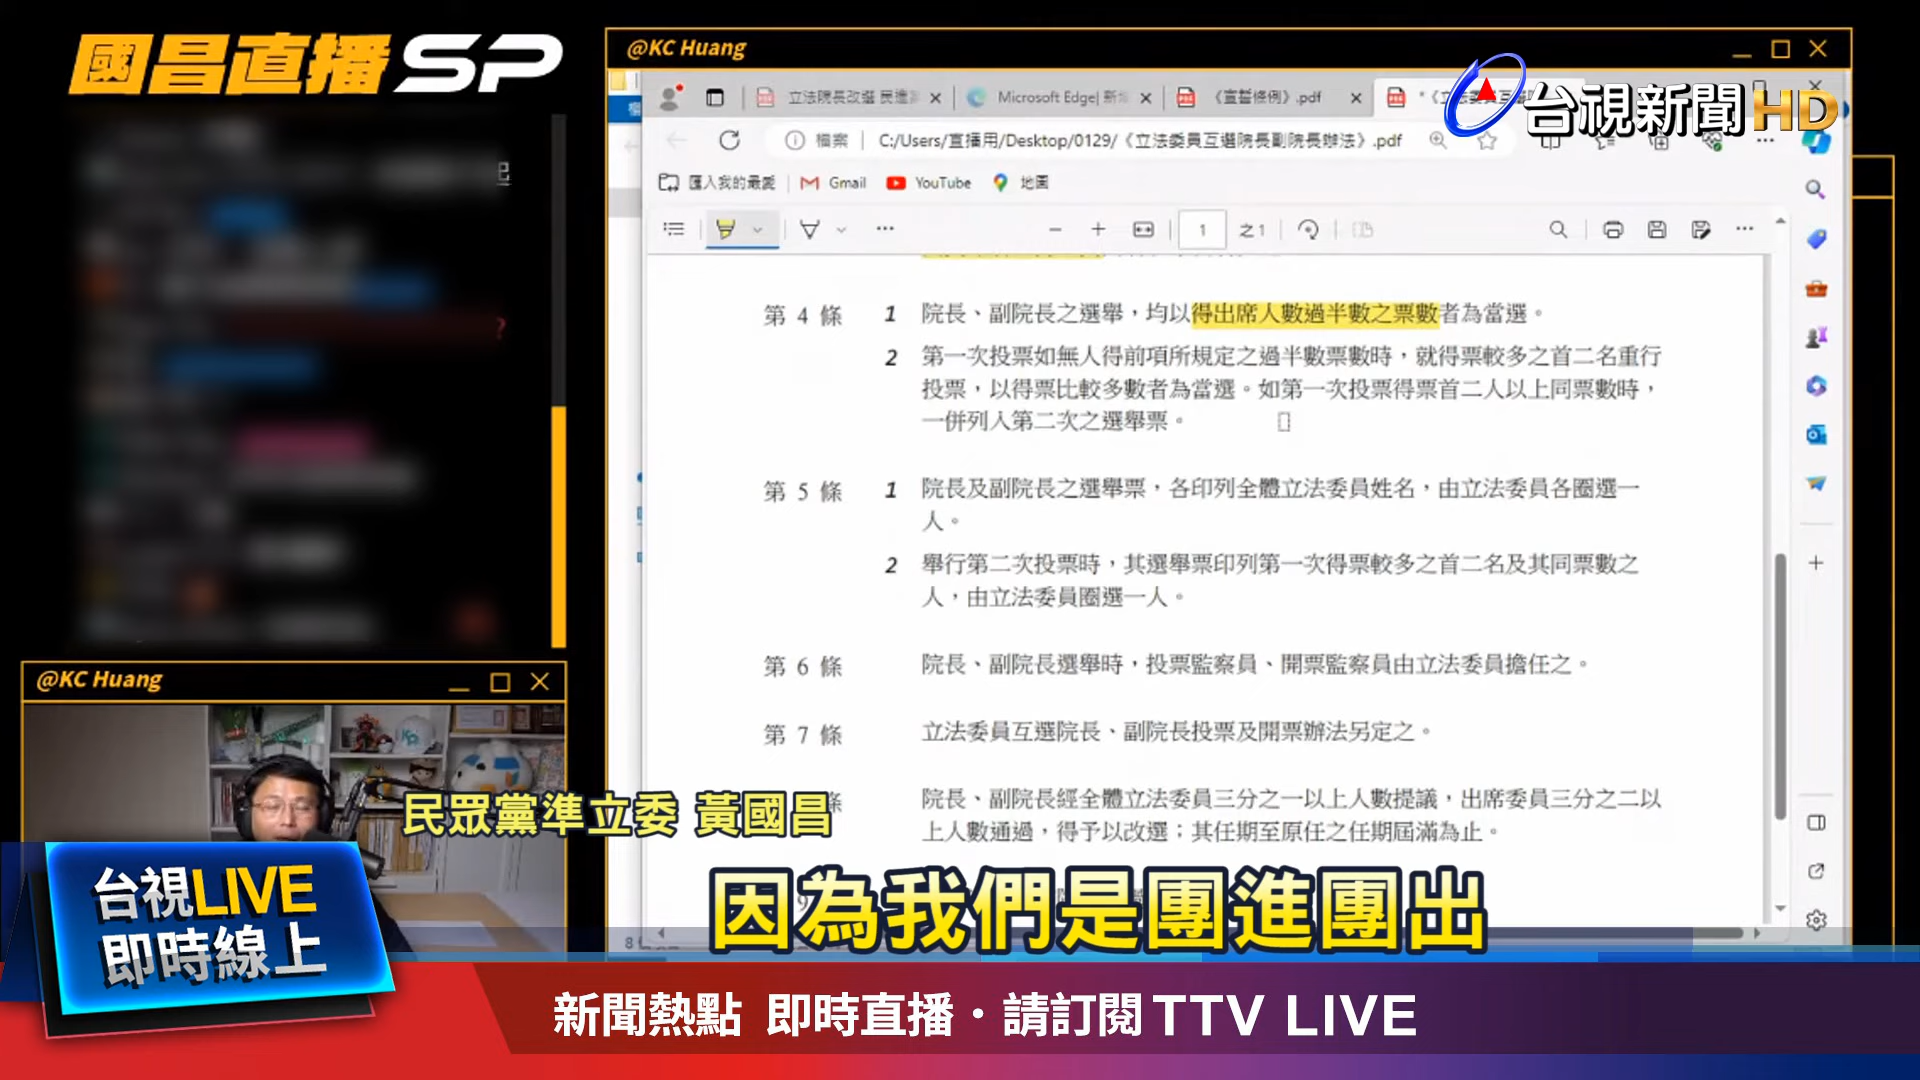 國昌直播SP
@KC Huang
台視新聞HD
立法院長改選 民進
Microsoft Edge| 新
《宣誓條例》.pdf
檔案
C:/Users/直播用/Desktop/0129/《立法委員互選院長副院長辦法》.pdf
匯入我的最愛
Gmail
YouTube
地圖
1 之1
第 4 條
1 院長、副院長之選舉，均以得出席人數過半數之票數者為當選。
2 第一次投票如無人得前項所規定之過半數票數時，就得票較多之首二名重行
投票，以得票比較多數者為當選。如第一次投票得票首二人以上同票數時，
一併列入第二次之選舉票。
第 5 條
1 院長及副院長之選舉票，各印列全體立法委員姓名，由立法委員各圈選一
人。
2 舉行第二次投票時，其選舉票印列第一次得票較多之首二名及其同票數之
人，由立法委員圈選一人。
第 6 條
院長、副院長選舉時，投票監察員、開票監察員由立法委員擔任之。
第 7 條
立法委員互選院長、副院長投票及開票辦法另定之。
條
院長、副院長經全體立法委員三分之一以上人數提議，出席委員三分之二以
上人數通過，得予以改選；其任期至原任之任期屆滿為止。
@KC Huang
民眾黨準立委 黃國昌
因為我們是團進團出
台視LIVE
即時線上
新聞熱點 即時直播·請訂閱TTV LIVE